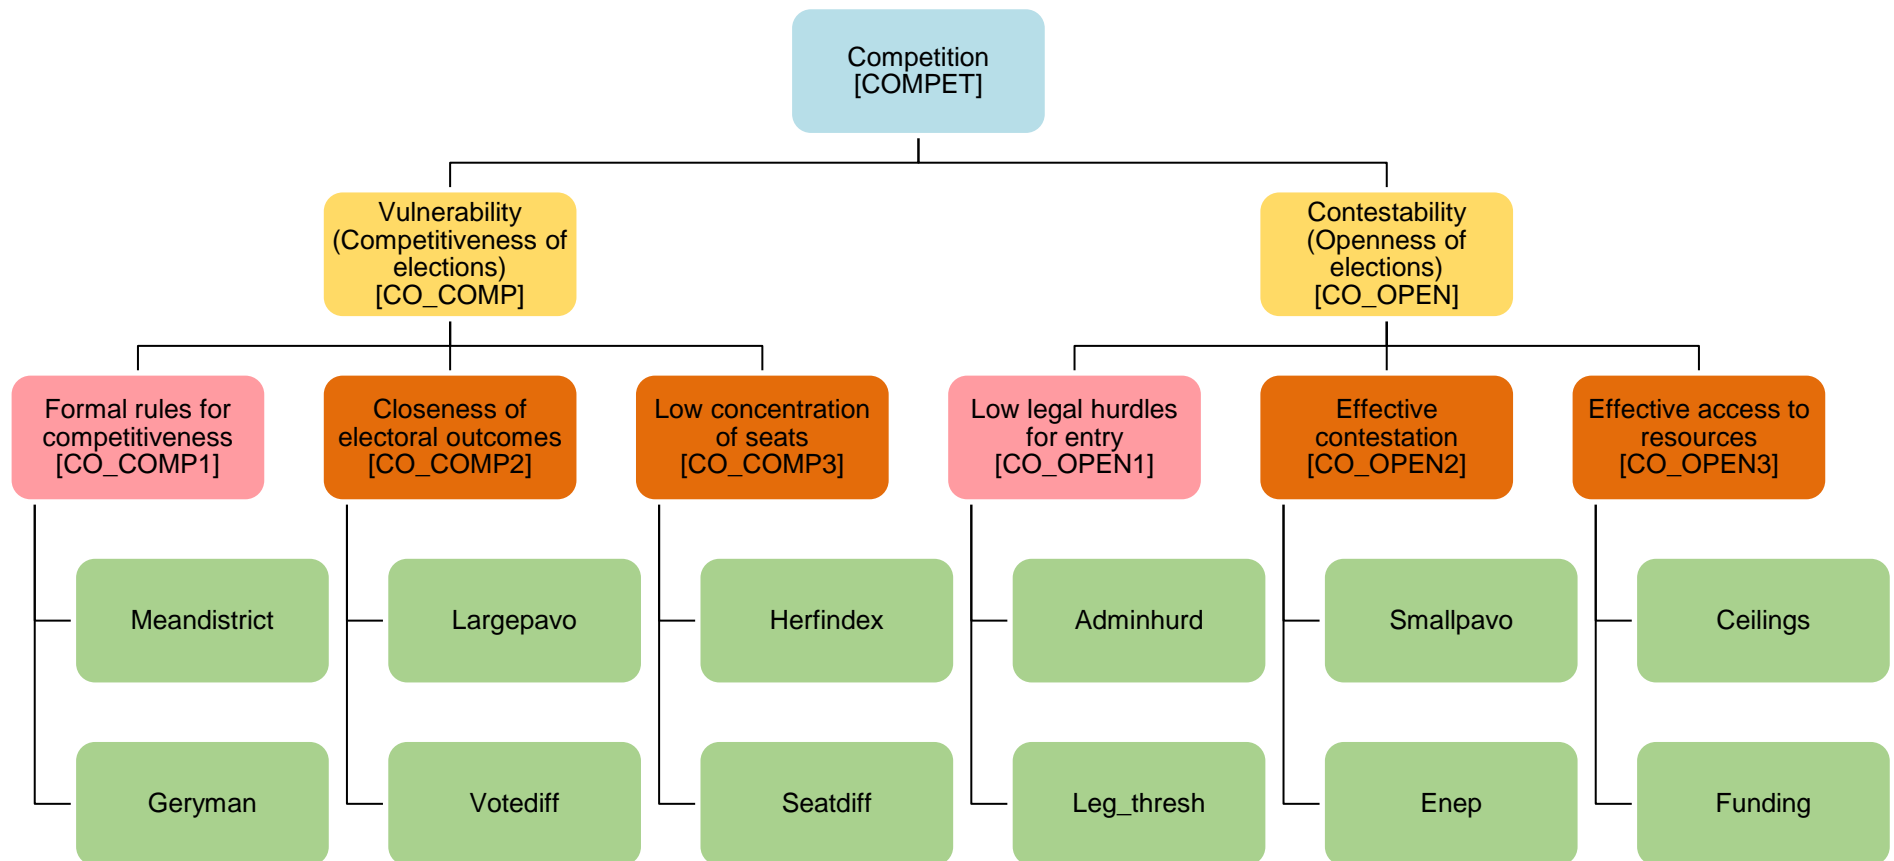 Competition
[COMPET]
Vulnerability
(Competitiveness of
elections)
[CO_COMP]
Contestability
(Openness of
elections)
[CO_OPEN]
Formal rules for
competitiveness
[CO_COMP1]
Closeness of
electoral outcomes
[CO_COMP2]
Low concentration
of seats
[CO_COMP3]
Low legal hurdles
for entry
[CO_OPEN1]
Effective
contestation
[CO_OPEN2]
Effective access to
resources
[CO_OPEN3]
Meandistrict
Largepavo
Herfindex
Adminhurd
Smallpavo
Ceilings
Geryman
Votediff
Seatdiff
Leg_thresh
Enep
Funding